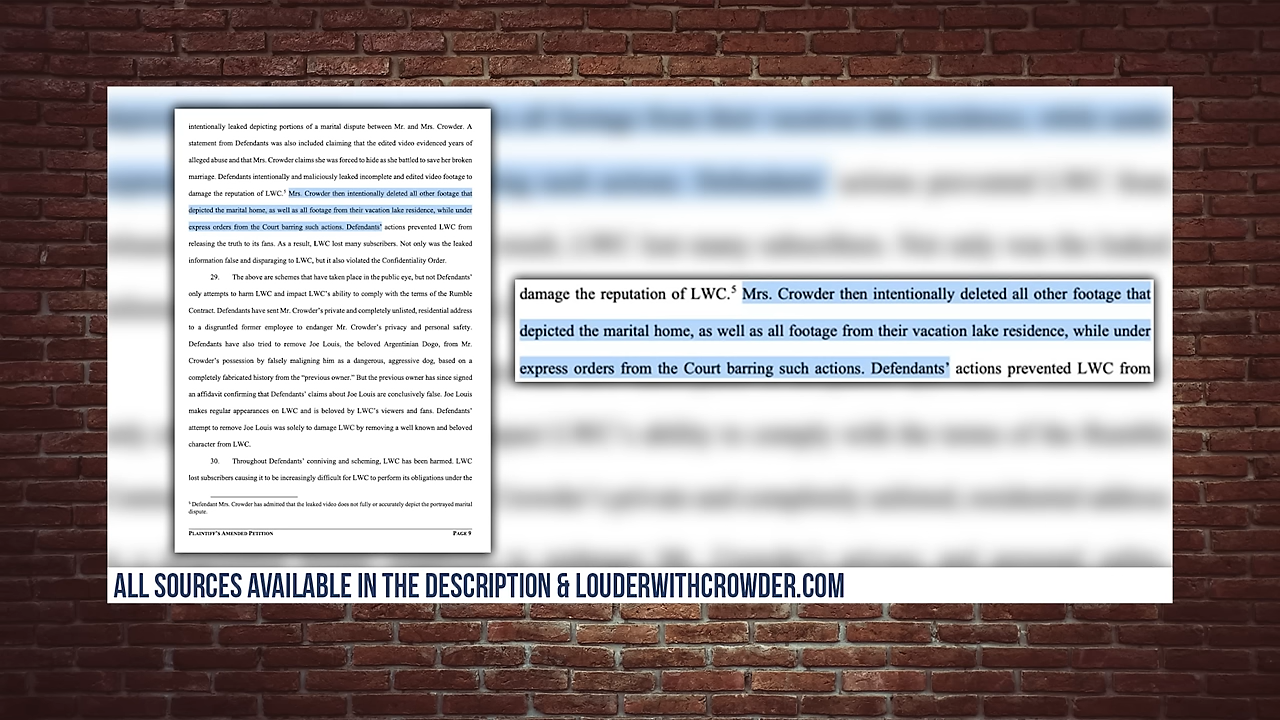 intentionally leaked depicting portions of a marital dispute between Mr. and Mrs. Crowder. A
statement from Defendants was also included claiming that the edited video evidenced years of
alleged abuse and that Mrs. Crowder claims she was forced to hide as she battled to save her broken
marriage. Defendants intentionally and maliciously leaked incomplete and edited video footage to
damage the reputation of LWC.⁵ Mrs. Crowder then intentionally deleted all other footage that
depicted the marital home, as well as all footage from their vacation lake residence, while under
express orders from the Court barring such actions. Defendants’ actions prevented LWC from
releasing the truth to its fans. As a result, LWC lost many subscribers. Not only was the leaked
information false and disparaging to LWC, but it also violated the Confidentiality Order.
29. The above are schemes that have taken place in the public eye, but not Defendants’
only attempts to harm LWC and impact LWC’s ability to comply with the terms of the Rumble
Contract. Defendants have sent Mr. Crowder’s private and completely unlisted, residential address
to a disgruntled former employee to endanger Mr. Crowder’s privacy and personal safety.
Defendants have also tried to remove Joe Louis, the beloved Argentinian Dogo, from Mr.
Crowder’s possession by falsely maligning him as a dangerous, aggressive dog, based on a
completely fabricated history from the “previous owner.” But the previous owner has since signed
an affidavit confirming that Defendants’ claims about Joe Louis are conclusively false. Joe Louis
makes regular appearances on LWC and is beloved by LWC’s viewers and fans. Defendants’
attempt to remove Joe Louis was solely to damage LWC by removing a well known and beloved
character from LWC.
30. Throughout Defendants’ conniving and scheming, LWC has been harmed. LWC
lost subscribers causing it to be increasingly difficult for LWC to perform its obligations under the
⁵ Defendant Mrs. Crowder has admitted that the leaked video does not fully or accurately depict the portrayed marital
dispute.
PLAINTIFF’S AMENDED PETITION PAGE 9
damage the reputation of LWC.⁵ Mrs. Crowder then intentionally deleted all other footage that
depicted the marital home, as well as all footage from their vacation lake residence, while under
express orders from the Court barring such actions. Defendants’ actions prevented LWC from
ALL SOURCES AVAILABLE IN THE DESCRIPTION & LOUDERWITHCROWDER.COM